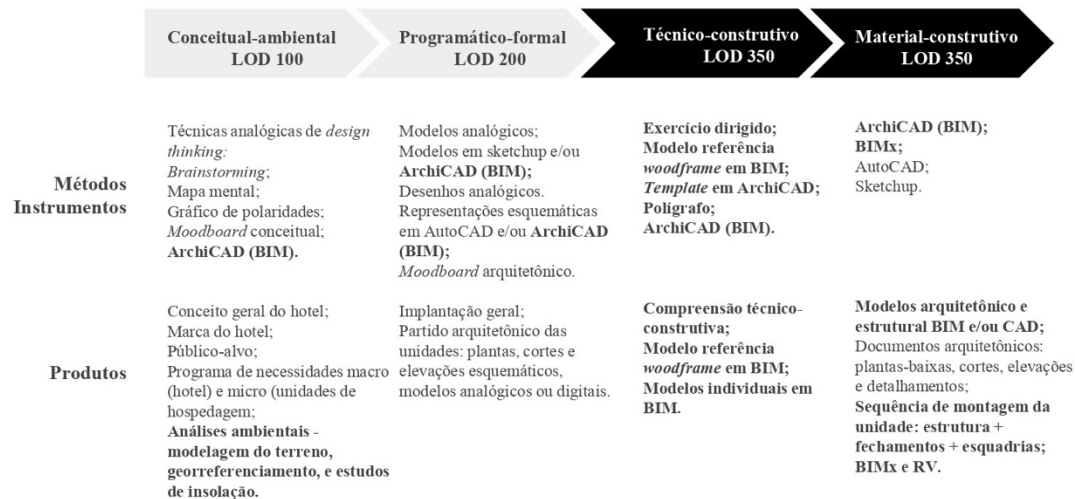 Conceitual-ambiental
LOD 100
Programático-formal
LOD 200
Técnico-construtivo
LOD 350
Material-construtivo
LOD 350
Métodos
Instrumentos
Técnicas analógicas de design
thinking:
Brainstorming;
Mapa mental;
Gráfico de polaridades;
Moodboard conceitual;
ArchiCAD (BIM).
Modelos analógicos;
Modelos em sketchup e/ou
ArchiCAD (BIM);
Desenhos analógicos.
Representações esquemáticas
em AutoCAD e/ou ArchiCAD
(BIM);
Moodboard arquitetônico.
Exercício dirigido;
Modelo referência
woodframe em BIM;
Template em ArchiCAD;
Polígrafo;
ArchiCAD (BIM).
ArchiCAD (BIM);
BIMx;
AutoCAD;
Sketchup.
Produtos
Conceito geral do hotel;
Marca do hotel;
Público-alvo;
Programa de necessidades macro
(hotel) e micro (unidades de
hospedagem;
Análises ambientais -
modelagem do terreno,
georreferenciamento, e estudos
de insolação.
Implantação geral;
Partido arquitetônico das
unidades: plantas, cortes e
elevações esquemáticos,
modelos analógicos ou digitais.
Compreensão técnico-
construtiva;
Modelo referência
woodframe em BIM;
Modelos individuais em
BIM.
Modelos arquitetônico e
estrutural BIM e/ou CAD;
Documentos arquitetônicos:
plantas-baixas, cortes, elevações
e detalhamentos;
Sequência de montagem da
unidade: estrutura +
fechamentos + esquadrias;
BIMx e RV.